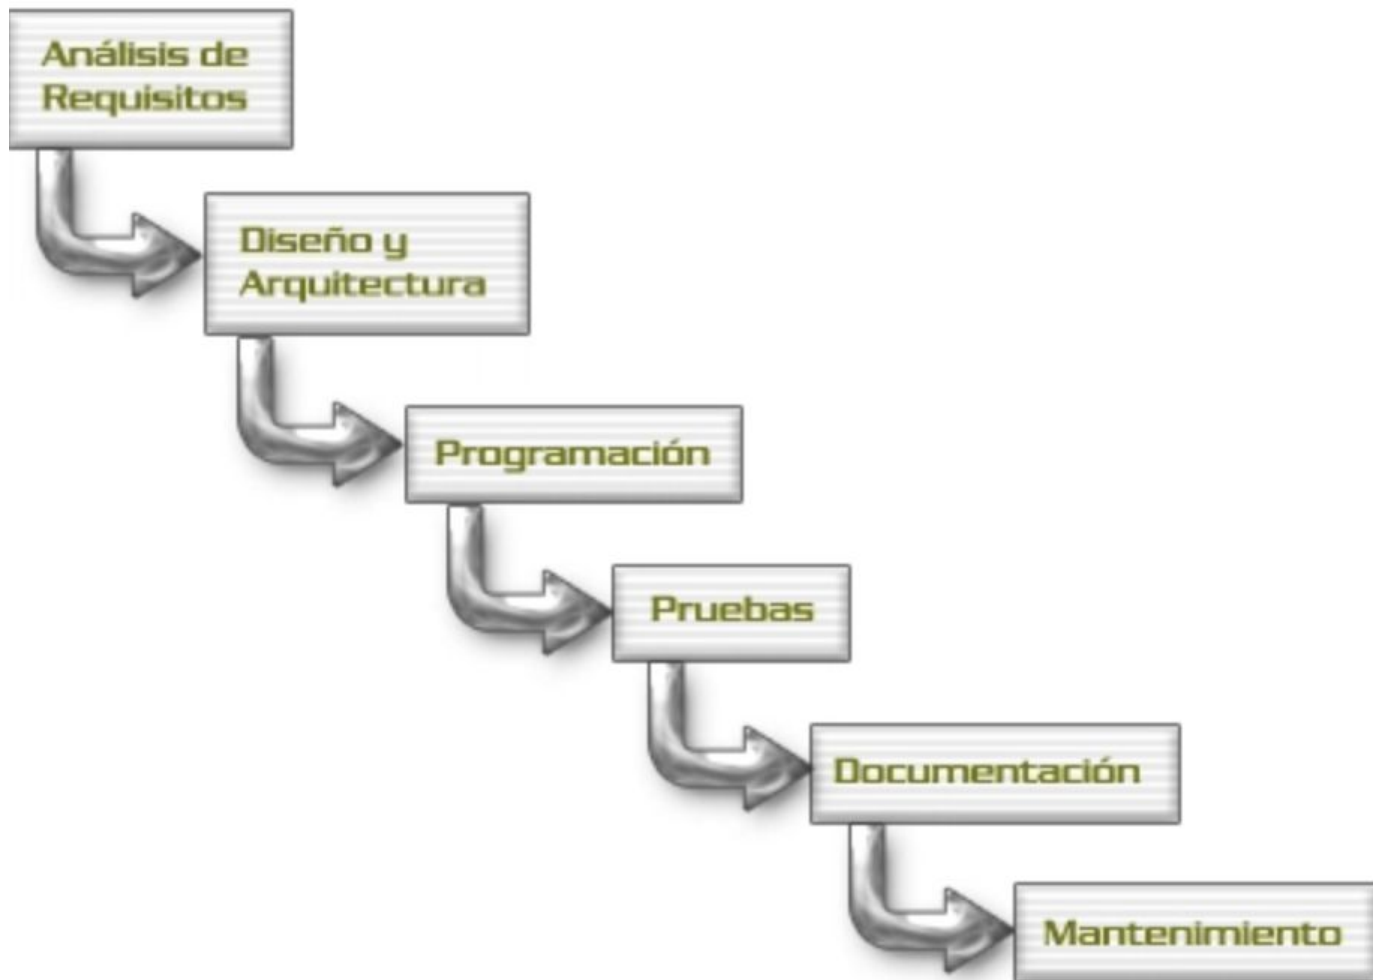 Análisis de
Requisitos
Diseño y
Arquitectura
Programación
Pruebas
Documentación
Mantenimiento